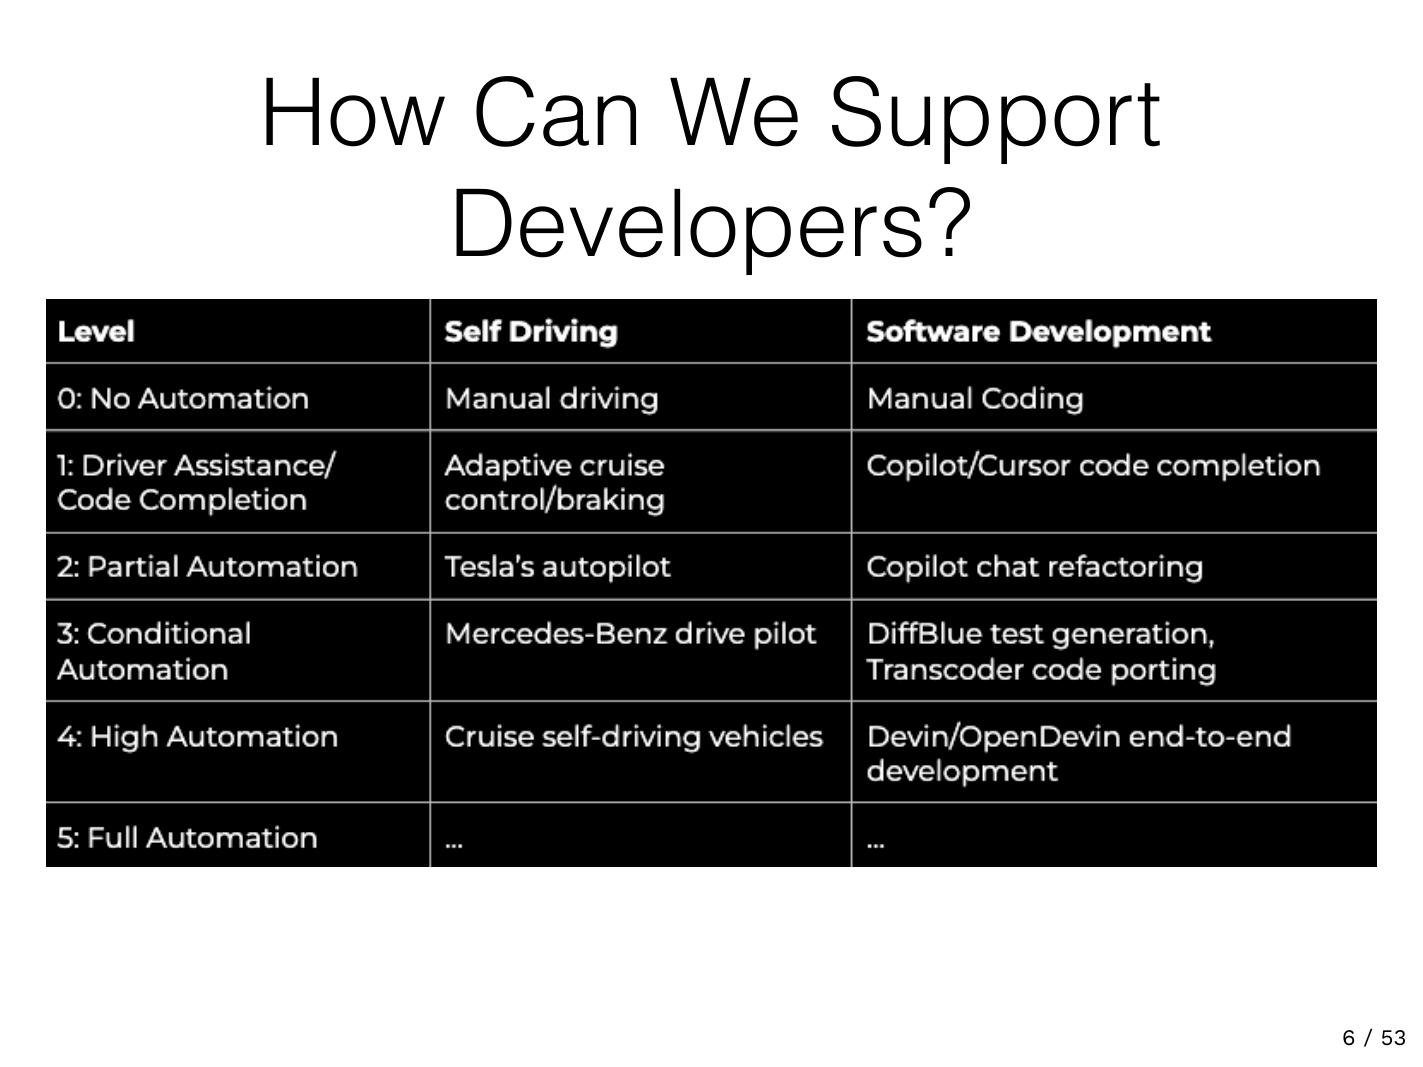 How Can We Support
Developers?
Level
Self Driving
Software Development
0: No Automation
Manual driving
Manual Coding
1: Driver Assistance/
Code Completion
Adaptive cruise
control/braking
Copilot/Cursor code completion
2: Partial Automation
Tesla's autopilot
Copilot chat refactoring
3: Conditional
Automation
Mercedes-Benz drive pilot
DiffBlue test generation,
Transcoder code porting
4: High Automation
Cruise self-driving vehicles
Devin/OpenDevin end-to-end
development
5: Full Automation
...
...
6 / 53